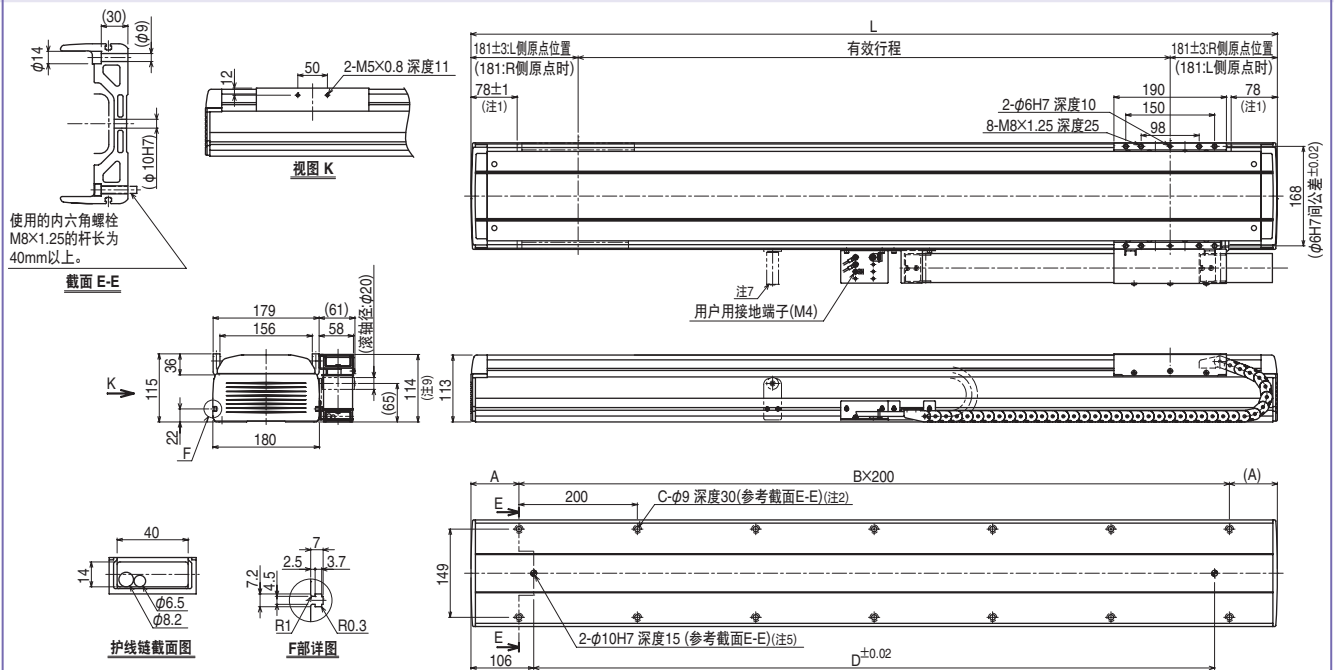 (30)
(φ9)
φ14
(φ10H7)
使用的内六角螺栓
M8×1.25的杆长为
40mm以上。
截面 E-E
12
50
2-M5×0.8 深度11
视图 K
L
181±3:L侧原点位置
(181:R侧原点时)
有效行程
181±3:R侧原点位置
(181:L侧原点时)
78±1
(注1)
190
78
(注1)
2-φ6H7 深度10
150
8-M8×1.25 深度25
98
168
(φ6H7间公差±0.02)
注7
用户用接地端子(M4)
179
(61)
156
58
(滚轴径:φ20)
36
115
22
K
F
180
(65)
114
(注9)
113
A
B×200
(A)
E
200
C-φ9 深度30(参考截面E-E)(注2)
149
2-φ10H7 深度15 (参考截面E-E)(注5)
E
106
D±0.02
40
14
φ6.5
φ8.2
护线链截面图
7
2.5
3.7
7.2
4.5
R1
R0.3
F部详图